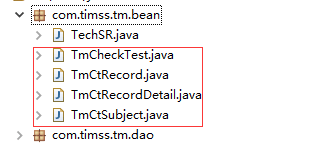 com.timss.tm.bean
TechSR.java
TmCheckTest.java
TmCtRecord.java
TmCtRecordDetail.java
TmCtSubject.java
com.timss.tm.dao